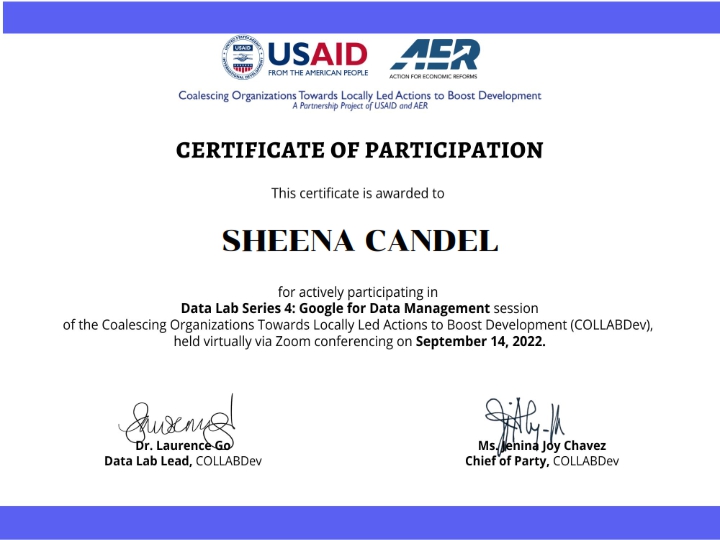 USAID
FROM THE AMERICAN PEOPLE
AER
ACTION FOR ECONOMIC REFORMS
Coalescing Organizations Towards Locally Led Actions to Boost Development
A Partnership Project of USAID and AER
CERTIFICATE OF PARTICIPATION
This certificate is awarded to
SHEENA CANDEL
for actively participating in
Data Lab Series 4: Google for Data Management session
of the Coalescing Organizations Towards Locally Led Actions to Boost Development (COLLABDev),
held virtually via Zoom conferencing on September 14, 2022.
Dr. Laurence Go
Data Lab Lead, COLLABDev
Ms. Jenina Joy Chavez
Chief of Party, COLLABDev